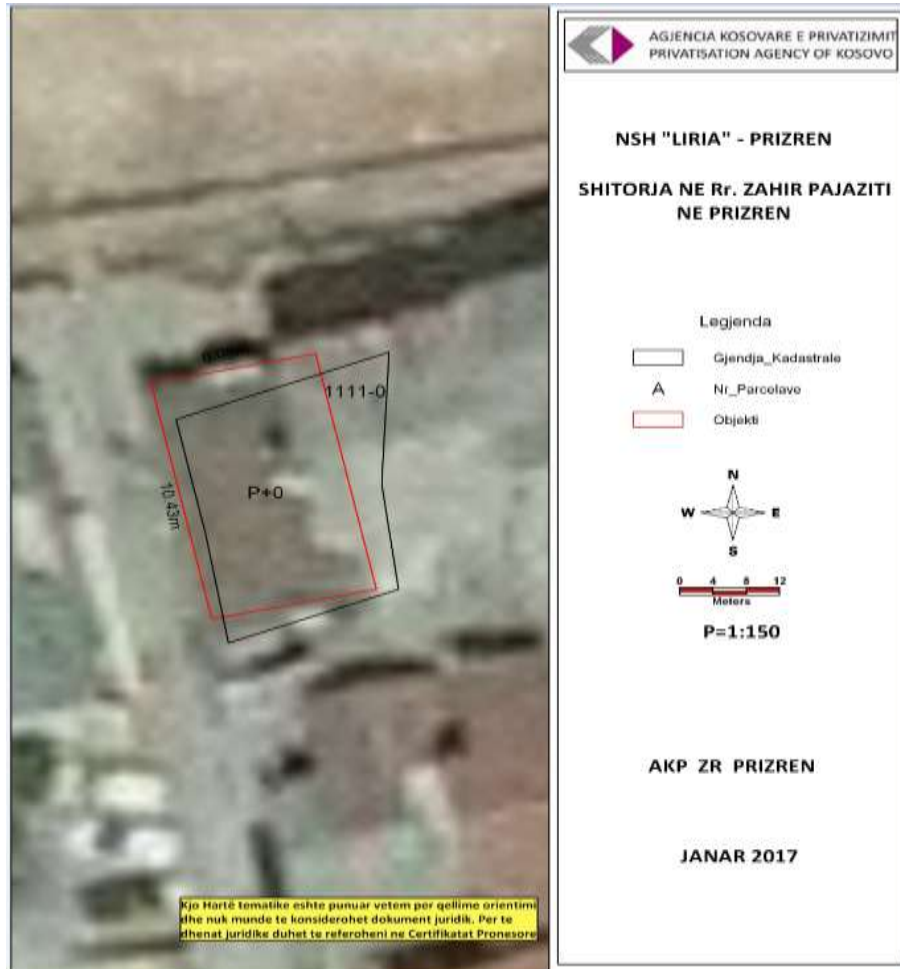 AGJENCIA KOSOVARE E PRIVATIZIMIT
PRIVATISATION AGENCY OF KOSOVO
NSH "LIRIA" - PRIZREN
SHITORJA NE Rr. ZAHIR PAJAZITI
NE PRIZREN
Legjenda
Gjendja_Kadastrale
A Nr_Parcelave
Objekti
N
W E
S
0 4 8 12
Meters
P=1:150
AKP ZR PRIZREN
JANAR 2017
1111-0
P+0
10.43m
Kjo Hartë tematike eshte punuar vetem per qellime orientimi
dhe nuk munde te konsiderohet dokument juridik. Per te
dhenat juridike duhet te referoheni ne Certifikatat Pronesore